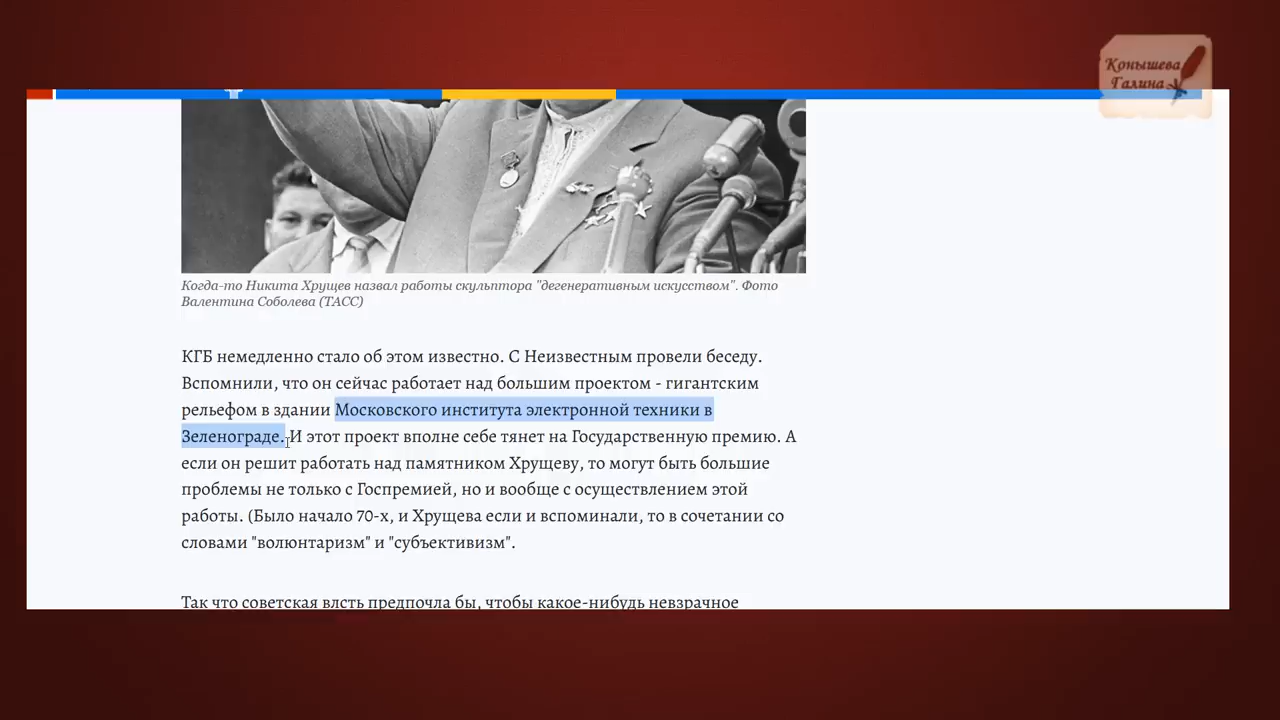 Конышева
Галина
Когда-то Никита Хрущев назвал работы скульптора "дегенеративным искусством". Фото
Валентина Соболева (ТАСС)
КГБ немедленно стало об этом известно. С Неизвестным провели беседу.
Вспомнили, что он сейчас работает над большим проектом - гигантским
рельефом в здании Московского института электронной техники в
Зеленограде. И этот проект вполне себе тянет на Государственную премию. А
если он решит работать над памятником Хрущеву, то могут быть большие
проблемы не только с Госпремией, но и вообще с осуществлением этой
работы. (Было начало 70-х, и Хрущева если и вспоминали, то в сочетании со
словами "волюнтаризм" и "субъективизм".
Так что советская влсть предпочла бы, чтобы какое-нибудь невзрачное